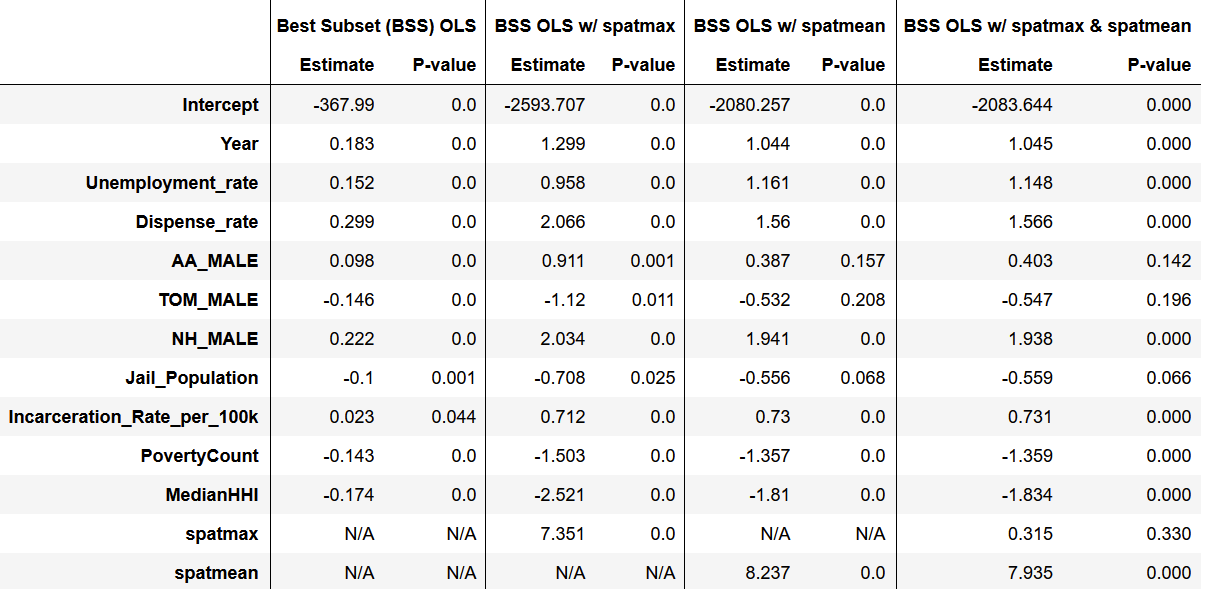 Best Subset (BSS) OLS BSS OLS w/ spatmax BSS OLS w/ spatmean BSS OLS w/ spatmax & spatmean
Estimate P-value Estimate P-value Estimate P-value Estimate P-value
Intercept -367.99 0.0 -2593.707 0.0 -2080.257 0.0 -2083.644 0.000
Year 0.183 0.0 1.299 0.0 1.044 0.0 1.045 0.000
Unemployment_rate 0.152 0.0 0.958 0.0 1.161 0.0 1.148 0.000
Dispense_rate 0.299 0.0 2.066 0.0 1.56 0.0 1.566 0.000
AA_MALE 0.098 0.0 0.911 0.001 0.387 0.157 0.403 0.142
TOM_MALE -0.146 0.0 -1.12 0.011 -0.532 0.208 -0.547 0.196
NH_MALE 0.222 0.0 2.034 0.0 1.941 0.0 1.938 0.000
Jail_Population -0.1 0.001 -0.708 0.025 -0.556 0.068 -0.559 0.066
Incarceration_Rate_per_100k 0.023 0.044 0.712 0.0 0.73 0.0 0.731 0.000
PovertyCount -0.143 0.0 -1.503 0.0 -1.357 0.0 -1.359 0.000
MedianHHI -0.174 0.0 -2.521 0.0 -1.81 0.0 -1.834 0.000
spatmax N/A N/A 7.351 0.0 N/A N/A 0.315 0.330
spatmean N/A N/A N/A N/A 8.237 0.0 7.935 0.000